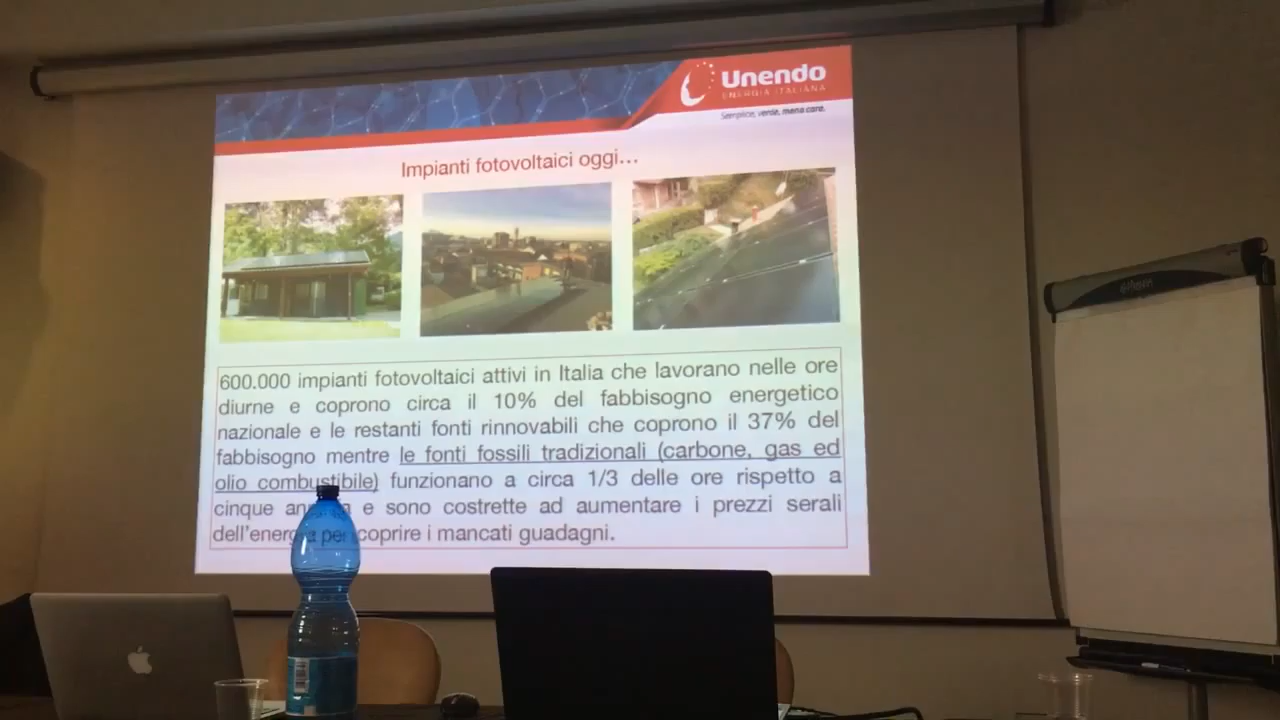 Unendo
ENERGIA ITALIANA
Semplice, verde, meno caro.
Impianti fotovoltaici oggi...
600.000 impianti fotovoltaici attivi in Italia che lavorano nelle ore
diurne e coprono circa il 10% del fabbisogno energetico
nazionale e le restanti fonti rinnovabili che coprono il 37% del
fabbisogno mentre le fonti fossili tradizionali (carbone, gas ed
olio combustibile) funzionano a circa 1/3 delle ore rispetto a
cinque e sono costrette ad aumentare i prezzi serali
dell'energia per coprire i mancati guadagni.